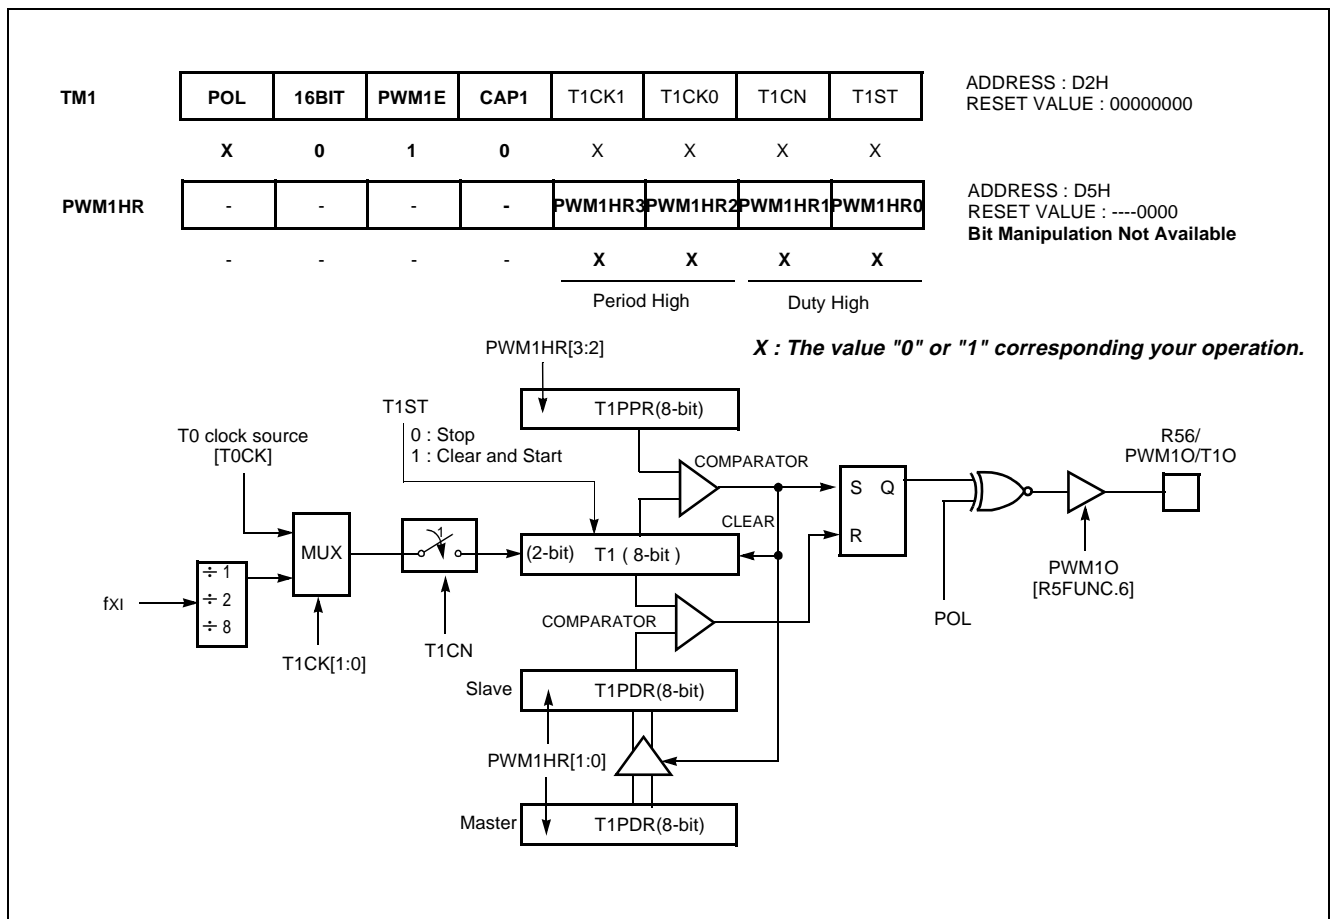 TM1 POL 16BIT PWM1E CAP1 T1CK1 T1CK0 T1CN T1ST
ADDRESS : D2H
RESET VALUE : 00000000
X 0 1 0 X X X X
PWM1HR - - - - PWM1HR3 PWM1HR2 PWM1HR1 PWM1HR0
ADDRESS : D5H
RESET VALUE : ----0000
Bit Manipulation Not Available
- - - - X X X X
Period High Duty High
X : The value "0" or "1" corresponding your operation.
PWM1HR[3:2]
T1PPR(8-bit)
T1ST
0 : Stop
1 : Clear and Start
T0 clock source
[T0CK]
R56/
PWM1O/T1O
COMPARATOR
S Q
R
CLEAR
MUX
1
(2-bit) T1 ( 8-bit )
÷ 1
÷ 2
÷ 8
fXI
PWM1O
[R5FUNC.6]
POL
COMPARATOR
T1CN
T1CK[1:0]
Slave
T1PDR(8-bit)
PWM1HR[1:0]
Master
T1PDR(8-bit)